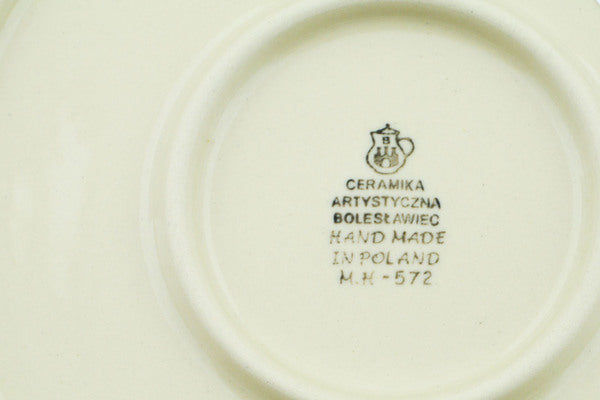 B
CERAMIKA
ARTYSTYCZNA
BOLESŁAWIEC
HAND MADE
IN POLAND
M.H-572